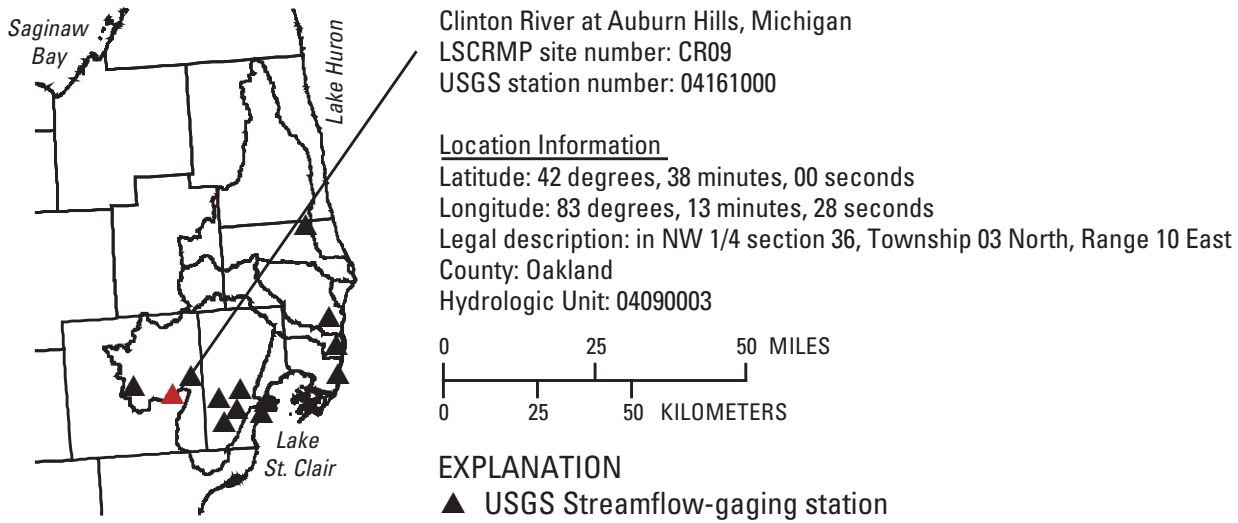 Saginaw
Bay
Lake Huron
Lake
St. Clair
Clinton River at Auburn Hills, Michigan
LSCRMP site number: CR09
USGS station number: 04161000
Location Information
Latitude: 42 degrees, 38 minutes, 00 seconds
Longitude: 83 degrees, 13 minutes, 28 seconds
Legal description: in NW 1/4 section 36, Township 03 North, Range 10 East
County: Oakland
Hydrologic Unit: 04090003
0 25 50 MILES
0 25 50 KILOMETERS
EXPLANATION
USGS Streamflow-gaging station